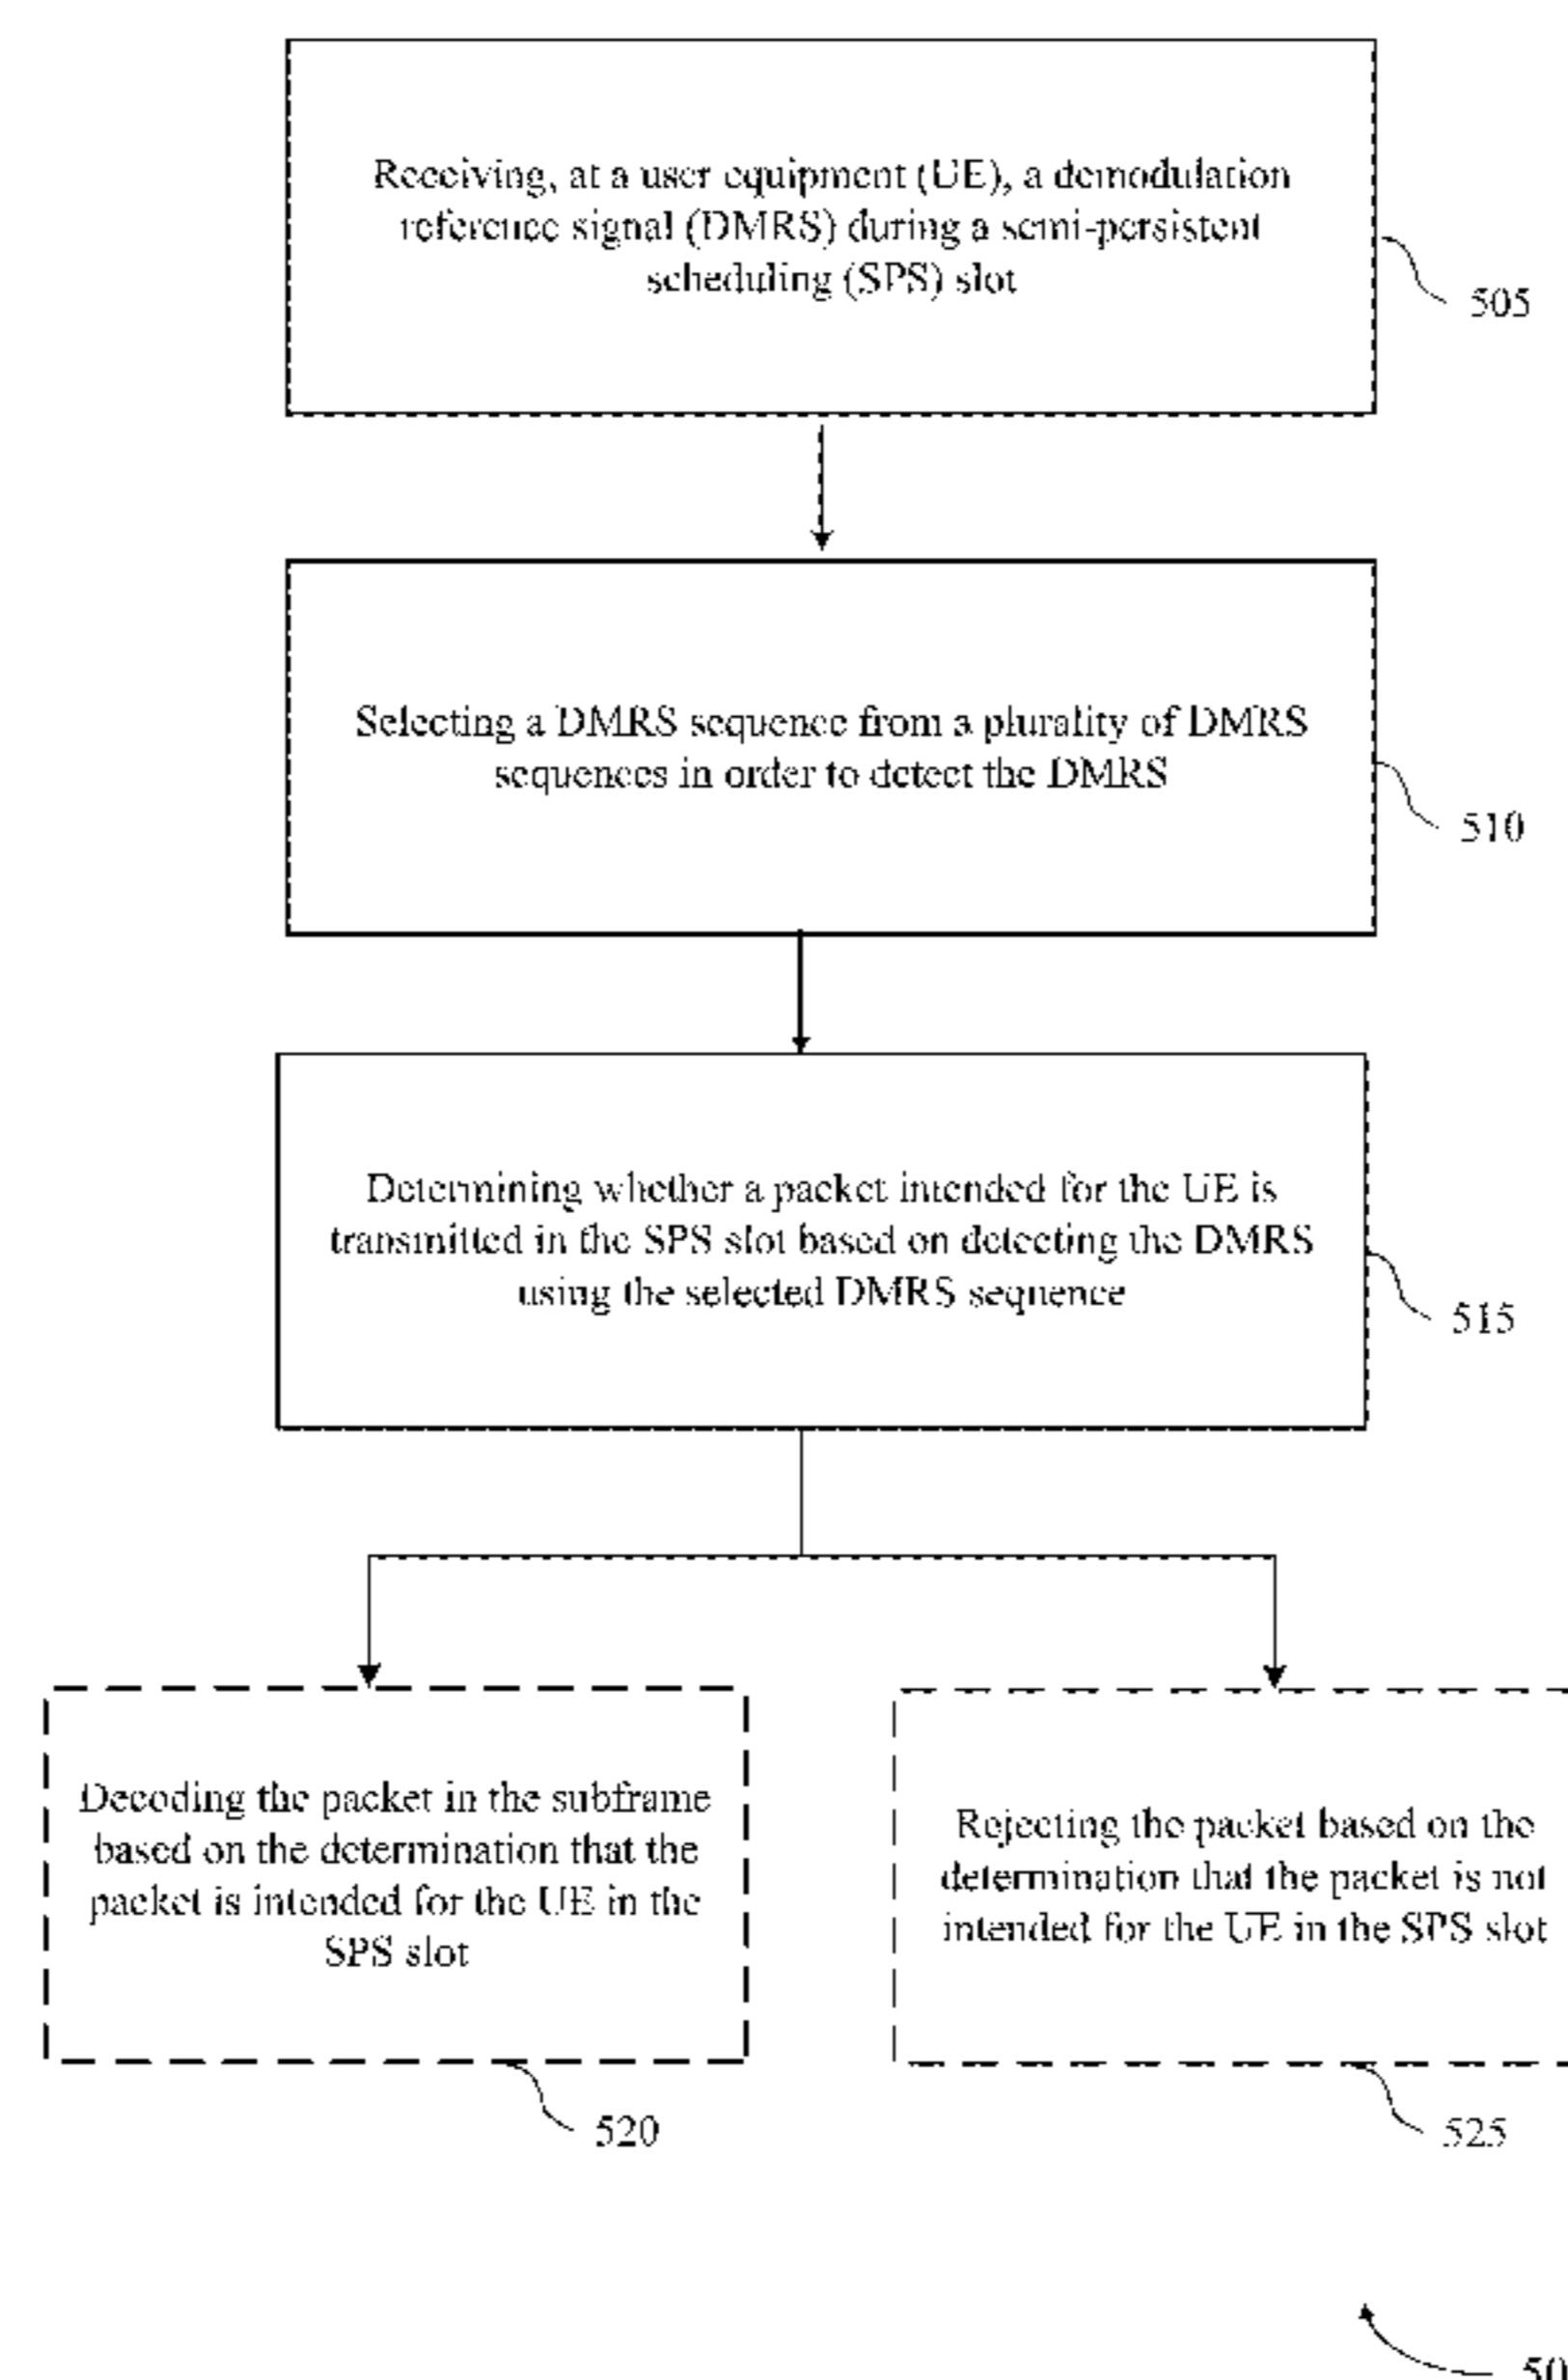 Receiving, at a user equipment (UE), a demodulation
reference signal (DMRS) during a semi-persistent
scheduling (SPS) slot
505
Selecting a DMRS sequence from a plurality of DMRS
sequences in order to detect the DMRS
510
Determining whether a packet intended for the UE is
transmitted in the SPS slot based on detecting the DMRS
using the selected DMRS sequence
515
Decoding the packet in the subframe
based on the determination that the
packet is intended for the UE in the
SPS slot
520
Rejecting the packet based on the
determination that the packet is not
intended for the UE in the SPS slot
525